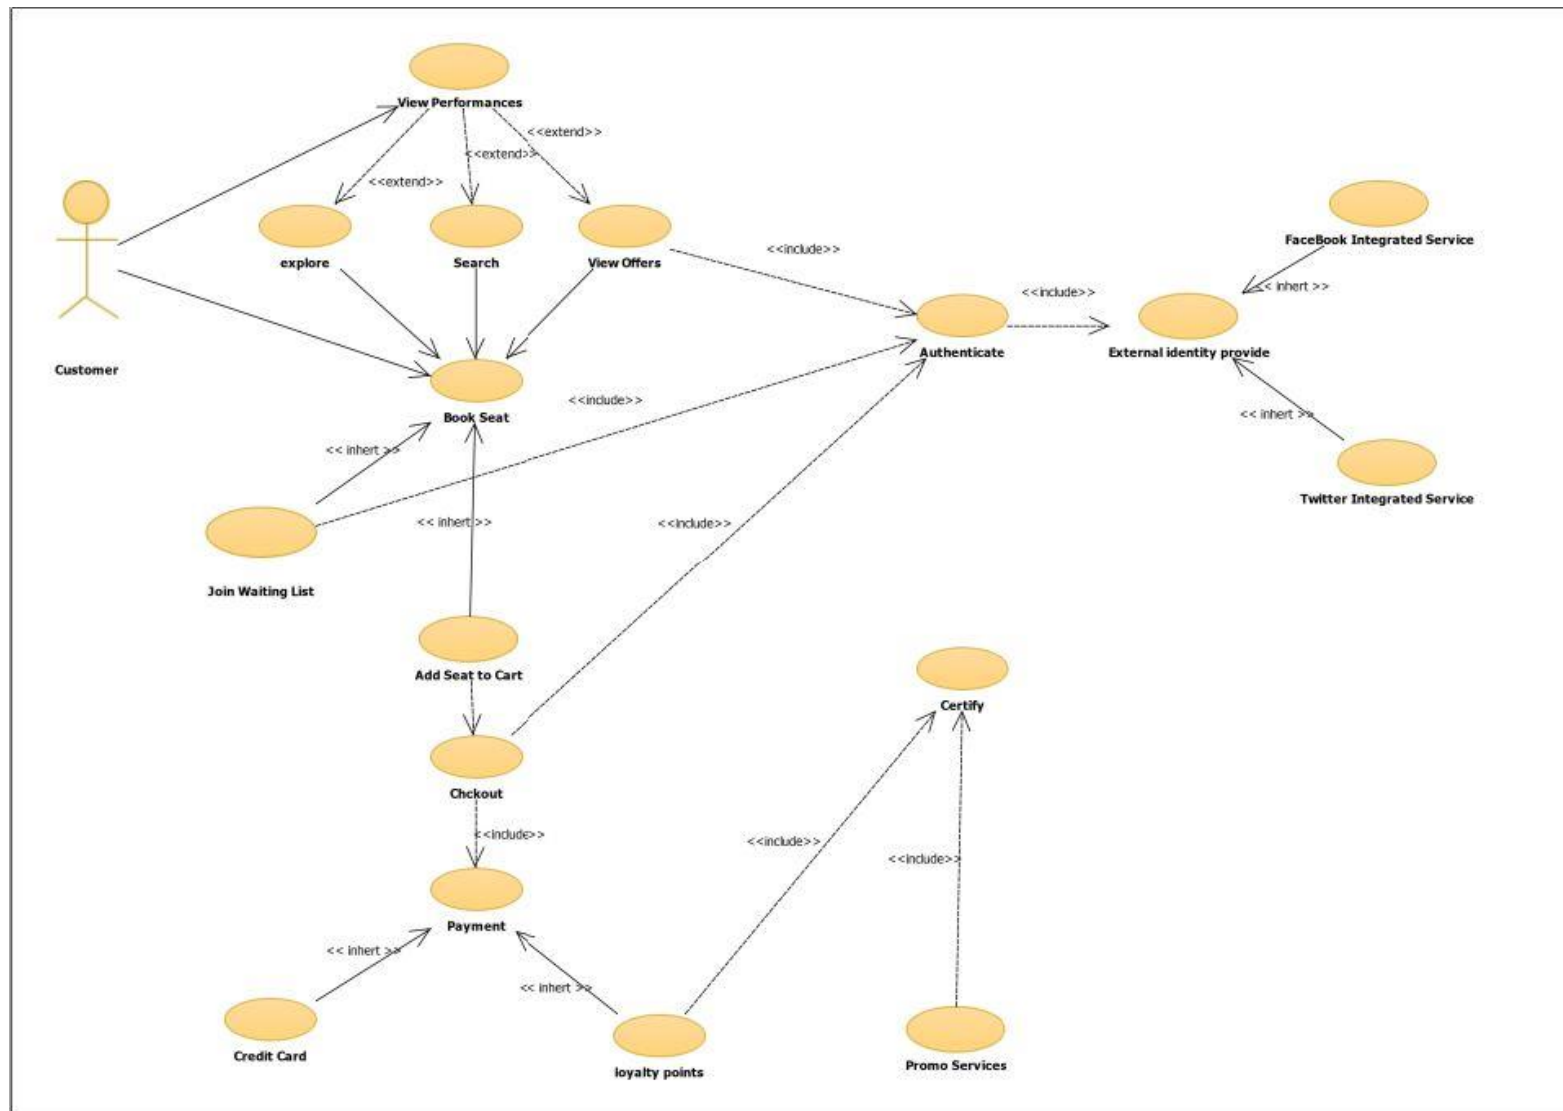 View Performances
<<extend>>
<<extend>>
<<extend>>
explore
Search
View Offers
<<include>>
FaceBook Integrated Service
<<include>>
<< inhert >>
Authenticate
External identity provide
Customer
<<include>>
Book Seat
<< inhert >>
<< inhert >>
Twitter Integrated Service
<< inhert >>
<<include>>
Join Waiting List
Add Seat to Cart
Certify
Chckout
<<include>>
<<include>>
<<include>>
Payment
<< inhert >>
<< inhert >>
Credit Card
loyalty points
Promo Services